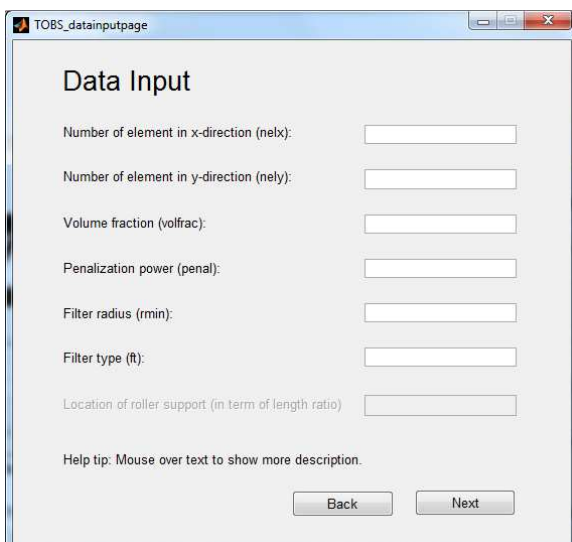 TOBS_datainputpage
Data Input
Number of element in x-direction (nelx):
Number of element in y-direction (nely):
Volume fraction (volfrac):
Penalization power (penal):
Filter radius (rmin):
Filter type (ft):
Location of roller support (in term of length ratio)
Help tip: Mouse over text to show more description.
Back Next